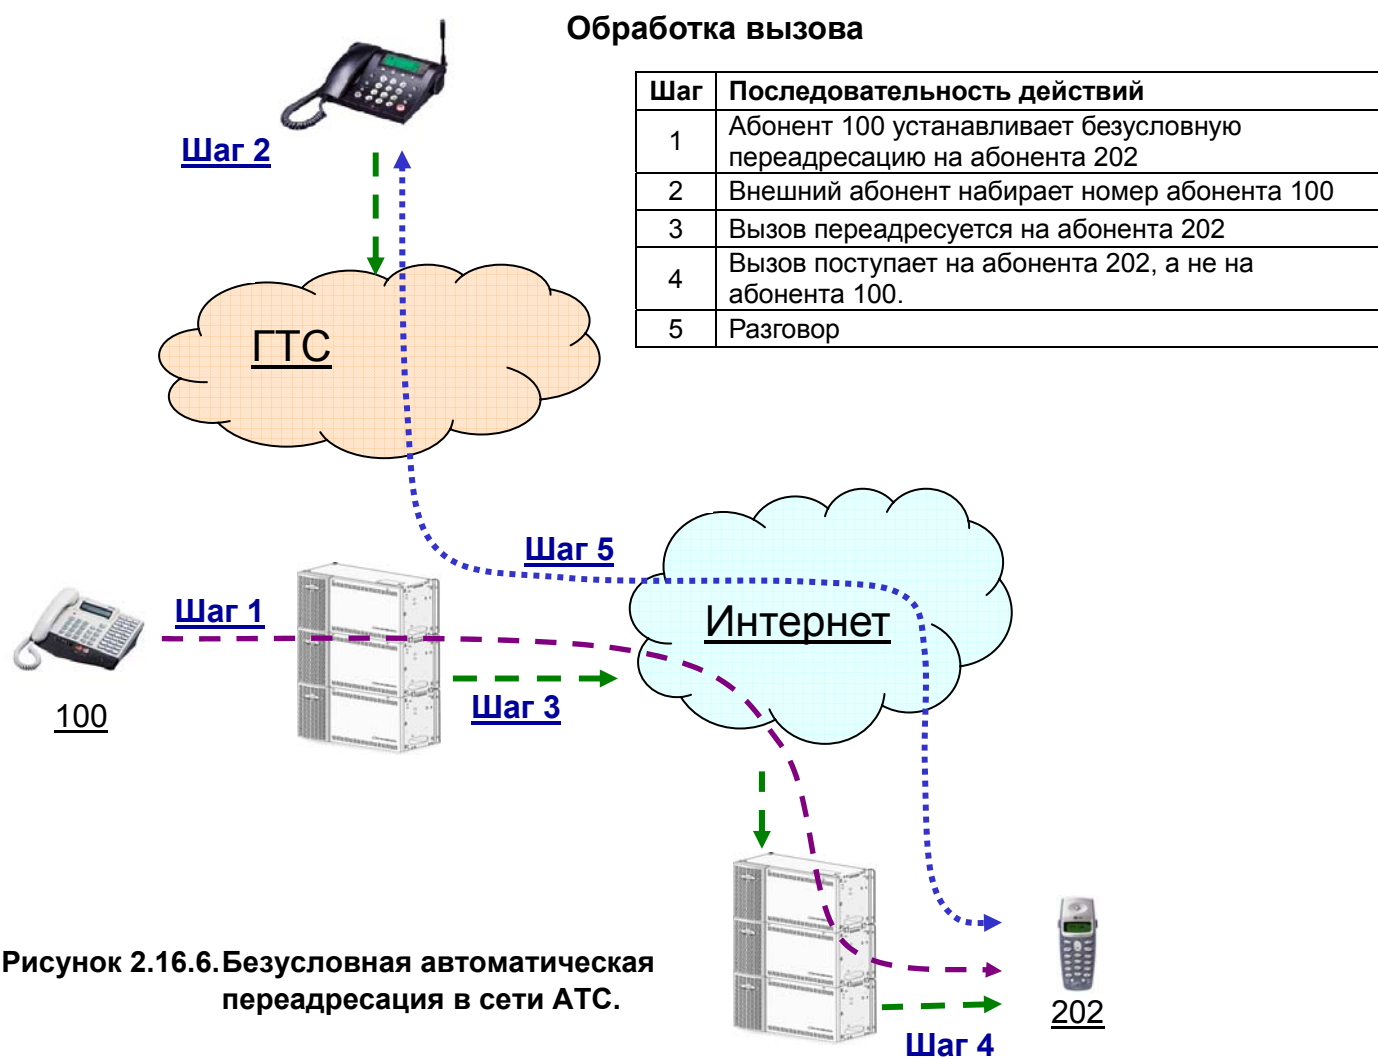 Обработка вызова
Шаг Последовательность действий
1 Абонент 100 устанавливает безусловную
переадресацию на абонента 202
2 Внешний абонент набирает номер абонента 100
3 Вызов переадресуется на абонента 202
4 Вызов поступает на абонента 202, а не на
абонента 100.
5 Разговор
Шаг 2
ГТС
Шаг 5
Шаг 1
Интернет
100
Шаг 3
Рисунок 2.16.6. Безусловная автоматическая
переадресация в сети АТС.
202
Шаг 4